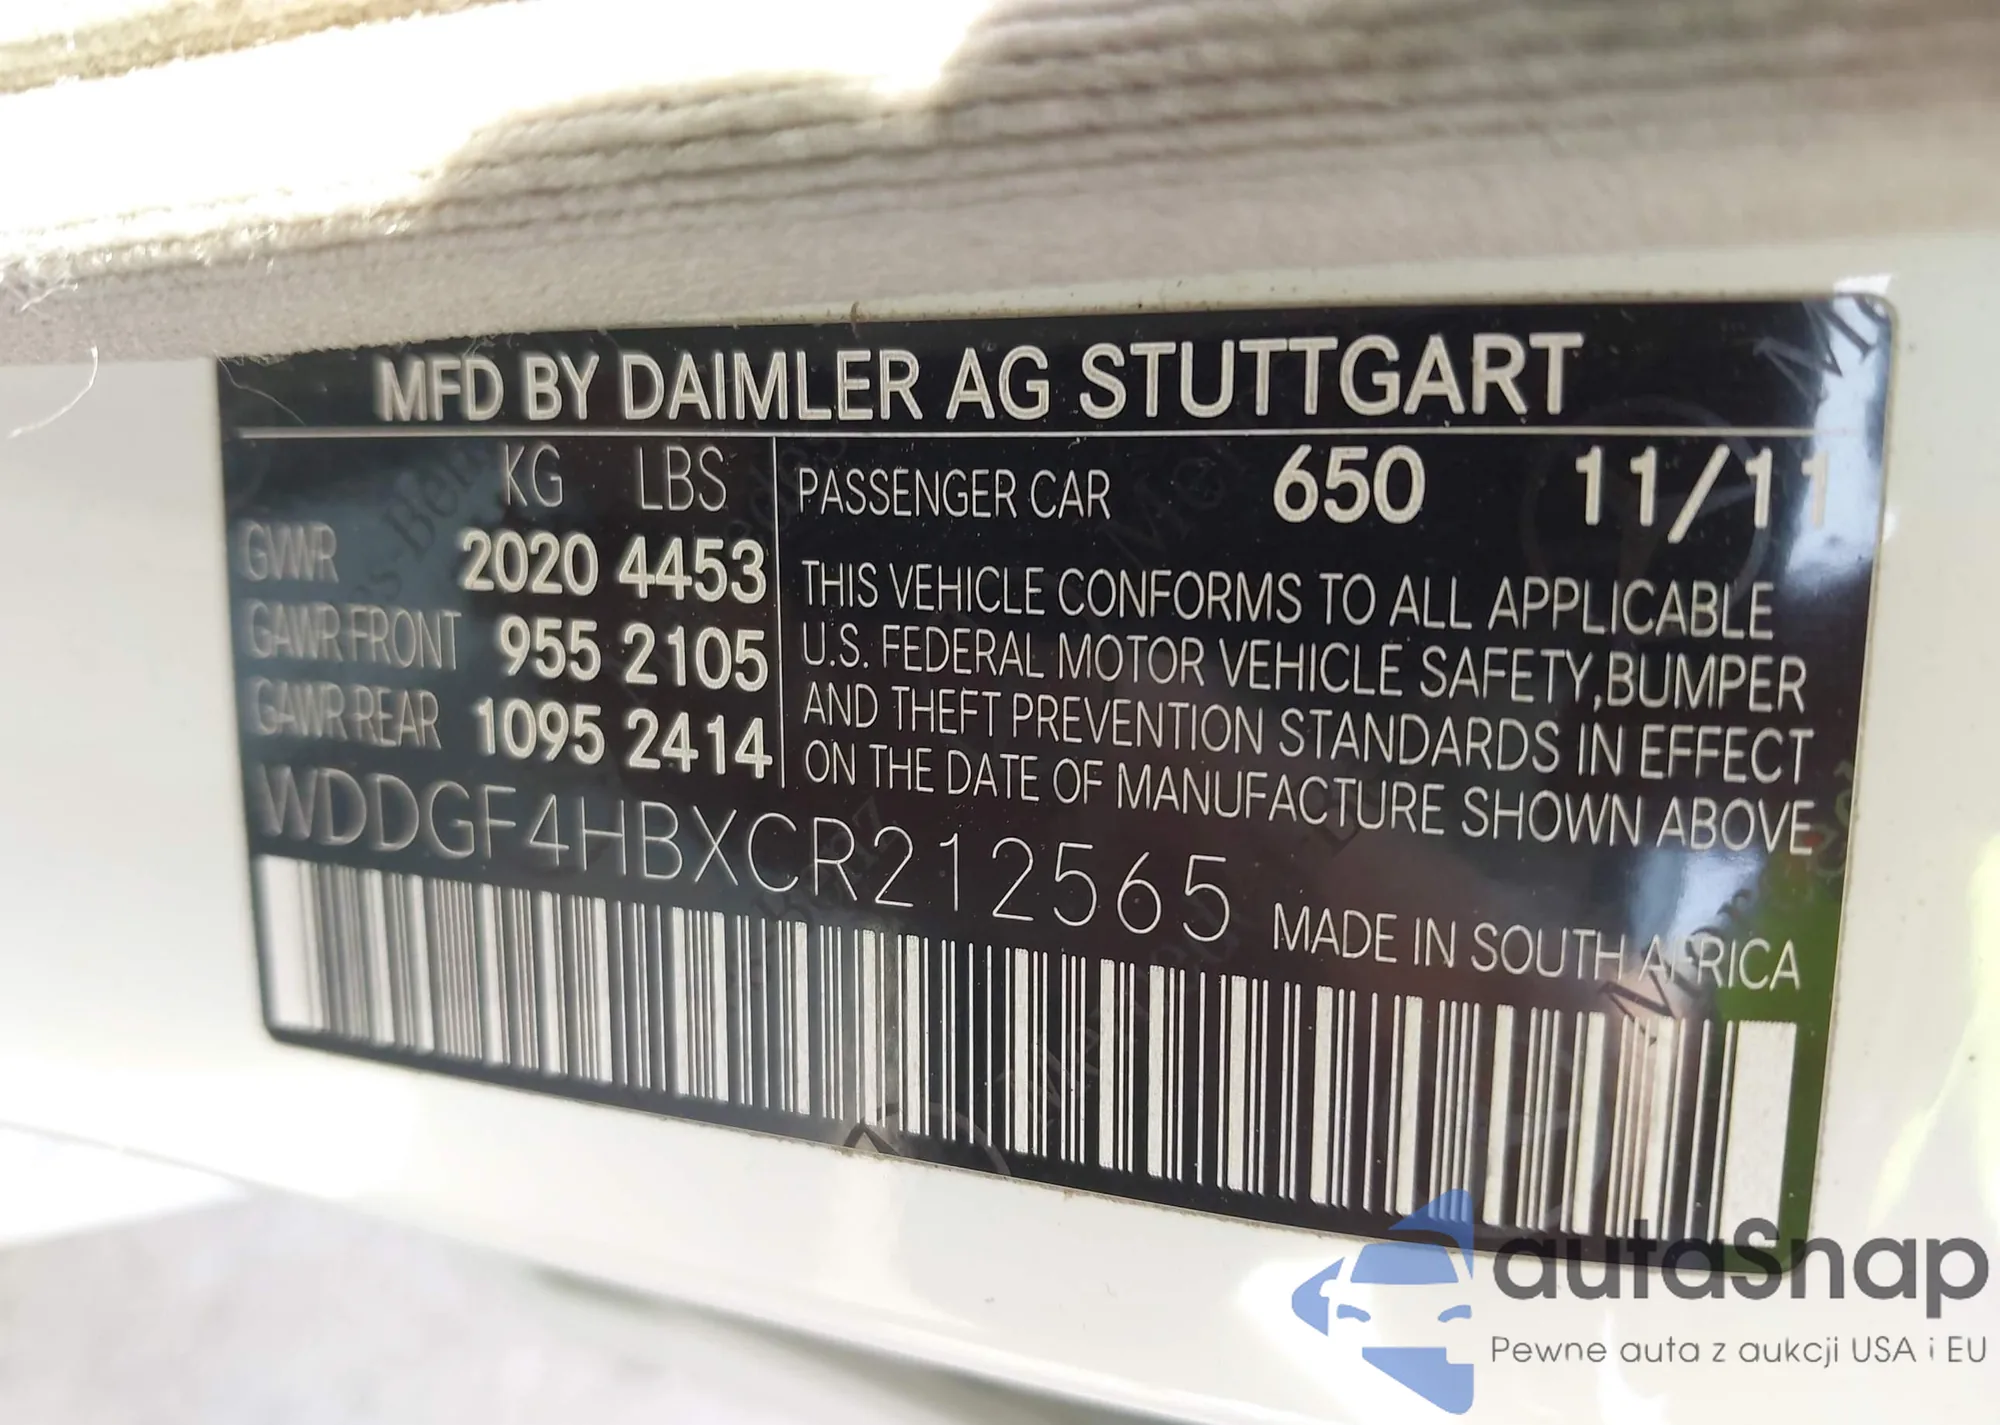 MFD BY DAIMLER AG STUTTGART
KG LBS
GVWR 2020 4453
GAWR FRONT 955 2105
GAWR REAR 1095 2414
PASSENGER CAR 650 11/11
THIS VEHICLE CONFORMS TO ALL APPLICABLE
U.S. FEDERAL MOTOR VEHICLE SAFETY,BUMPER
AND THEFT PREVENTION STANDARDS IN EFFECT
ON THE DATE OF MANUFACTURE SHOWN ABOVE
WDDGF4HBXCR212565
MADE IN SOUTH AFRICA
autaSnap
Pewne auta z aukcji USA i EU